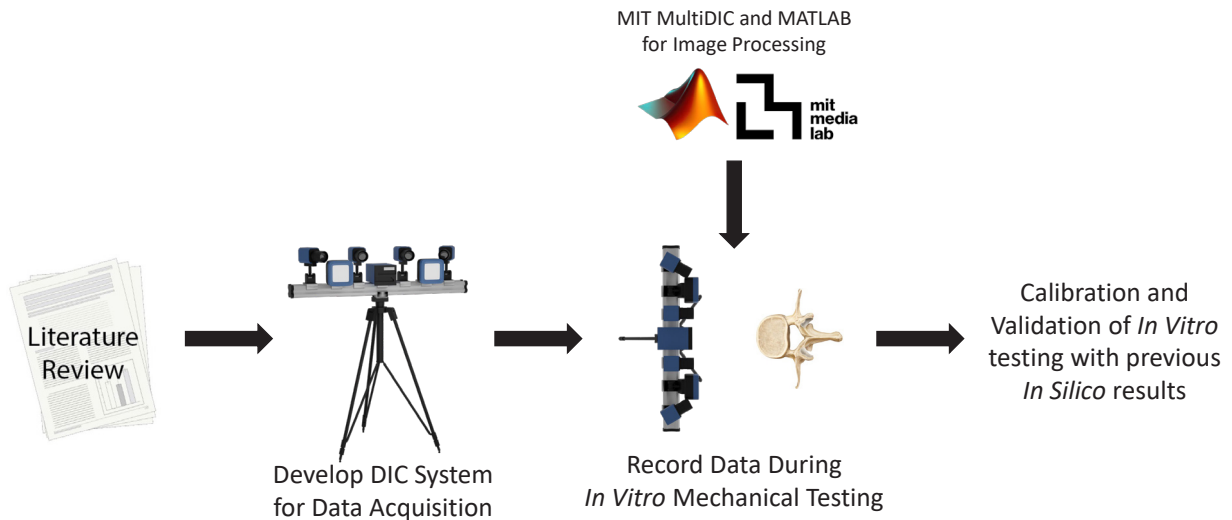 MIT MultiDIC and MATLAB
for Image Processing
mit
media
lab
Literature
Review
Develop DIC System
for Data Acquisition
Record Data During
In Vitro Mechanical Testing
Calibration and
Validation of In Vitro
testing with previous
In Silico results